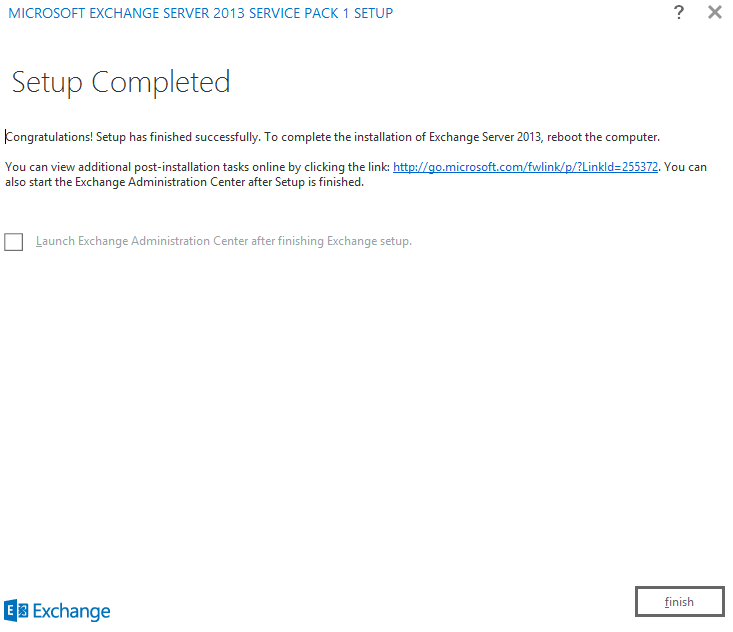 MICROSOFT EXCHANGE SERVER 2013 SERVICE PACK 1 SETUP
? ✕
Setup Completed
Congratulations! Setup has finished successfully. To complete the installation of Exchange Server 2013, reboot the computer.
You can view additional post-installation tasks online by clicking the link: http://go.microsoft.com/fwlink/p/?LinkId=255372. You can
also start the Exchange Administration Center after Setup is finished.
Launch Exchange Administration Center after finishing Exchange setup.
E Exchange
finish